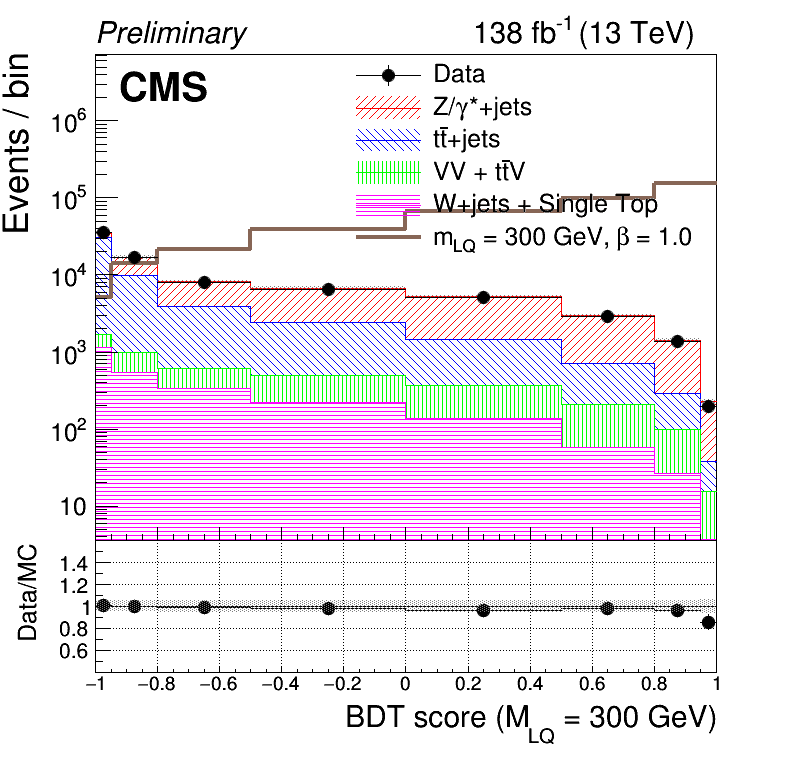 Preliminary 138 fb⁻¹ (13 TeV)
CMS
Events / bin
Data
Z/γ*+jets
tt̄+jets
VV + tt̄V
W+jets + Single Top
m_LQ = 300 GeV, β = 1.0
10⁶
10⁵
10⁴
10³
10²
10
Data/MC
1.4
1.2
1
0.8
0.6
−1 −0.8 −0.6 −0.4 −0.2 0 0.2 0.4 0.6 0.8 1
BDT score (M_LQ = 300 GeV)